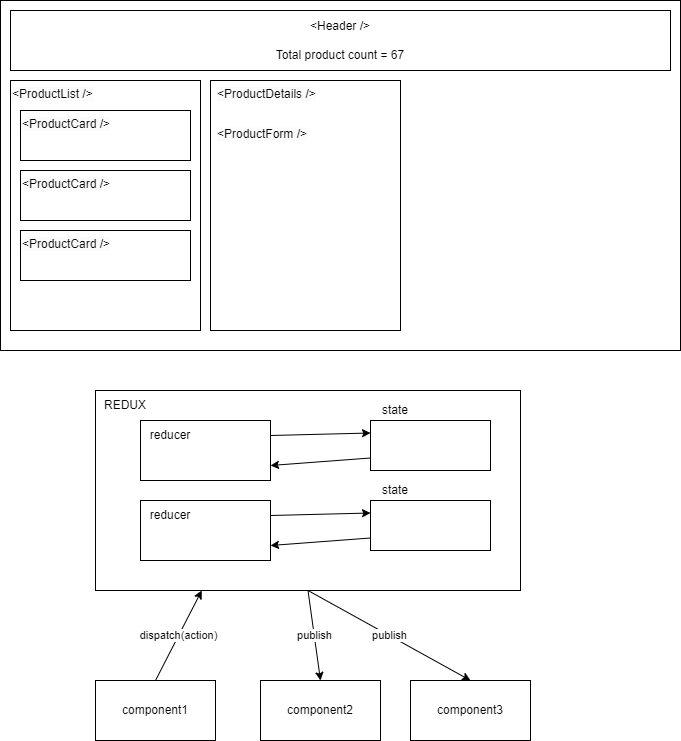 <Header />
Total product count = 67
<ProductList />
<ProductCard />
<ProductCard />
<ProductCard />
<ProductDetails />
<ProductForm />
REDUX
reducer
state
reducer
state
dispatch(action)
publish
publish
component1
component2
component3